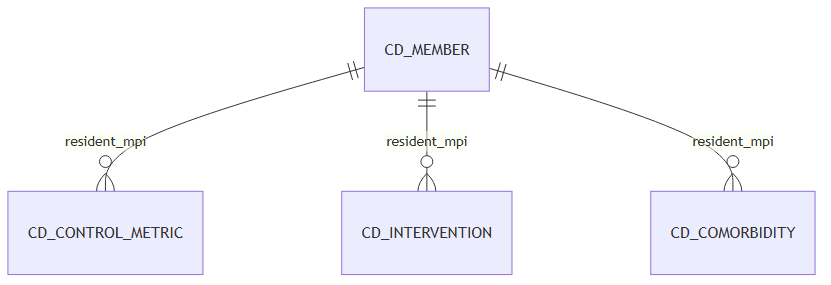 CD_MEMBER
resident_mpi
resident_mpi
resident_mpi
CD_CONTROL_METRIC
CD_INTERVENTION
CD_COMORBIDITY